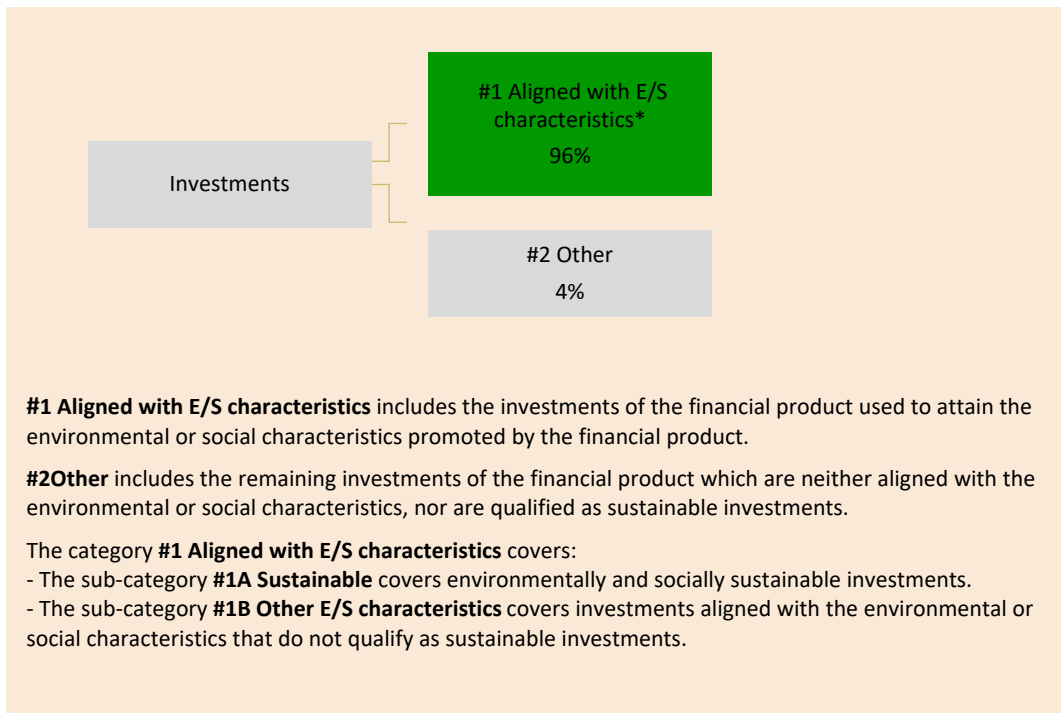 #1 Aligned with E/S
characteristics*
96%
Investments
#2 Other
4%
#1 Aligned with E/S characteristics includes the investments of the financial product used to attain the
environmental or social characteristics promoted by the financial product.
#2Other includes the remaining investments of the financial product which are neither aligned with the
environmental or social characteristics, nor are qualified as sustainable investments.
The category #1 Aligned with E/S characteristics covers:
- The sub-category #1A Sustainable covers environmentally and socially sustainable investments.
- The sub-category #1B Other E/S characteristics covers investments aligned with the environmental or
social characteristics that do not qualify as sustainable investments.